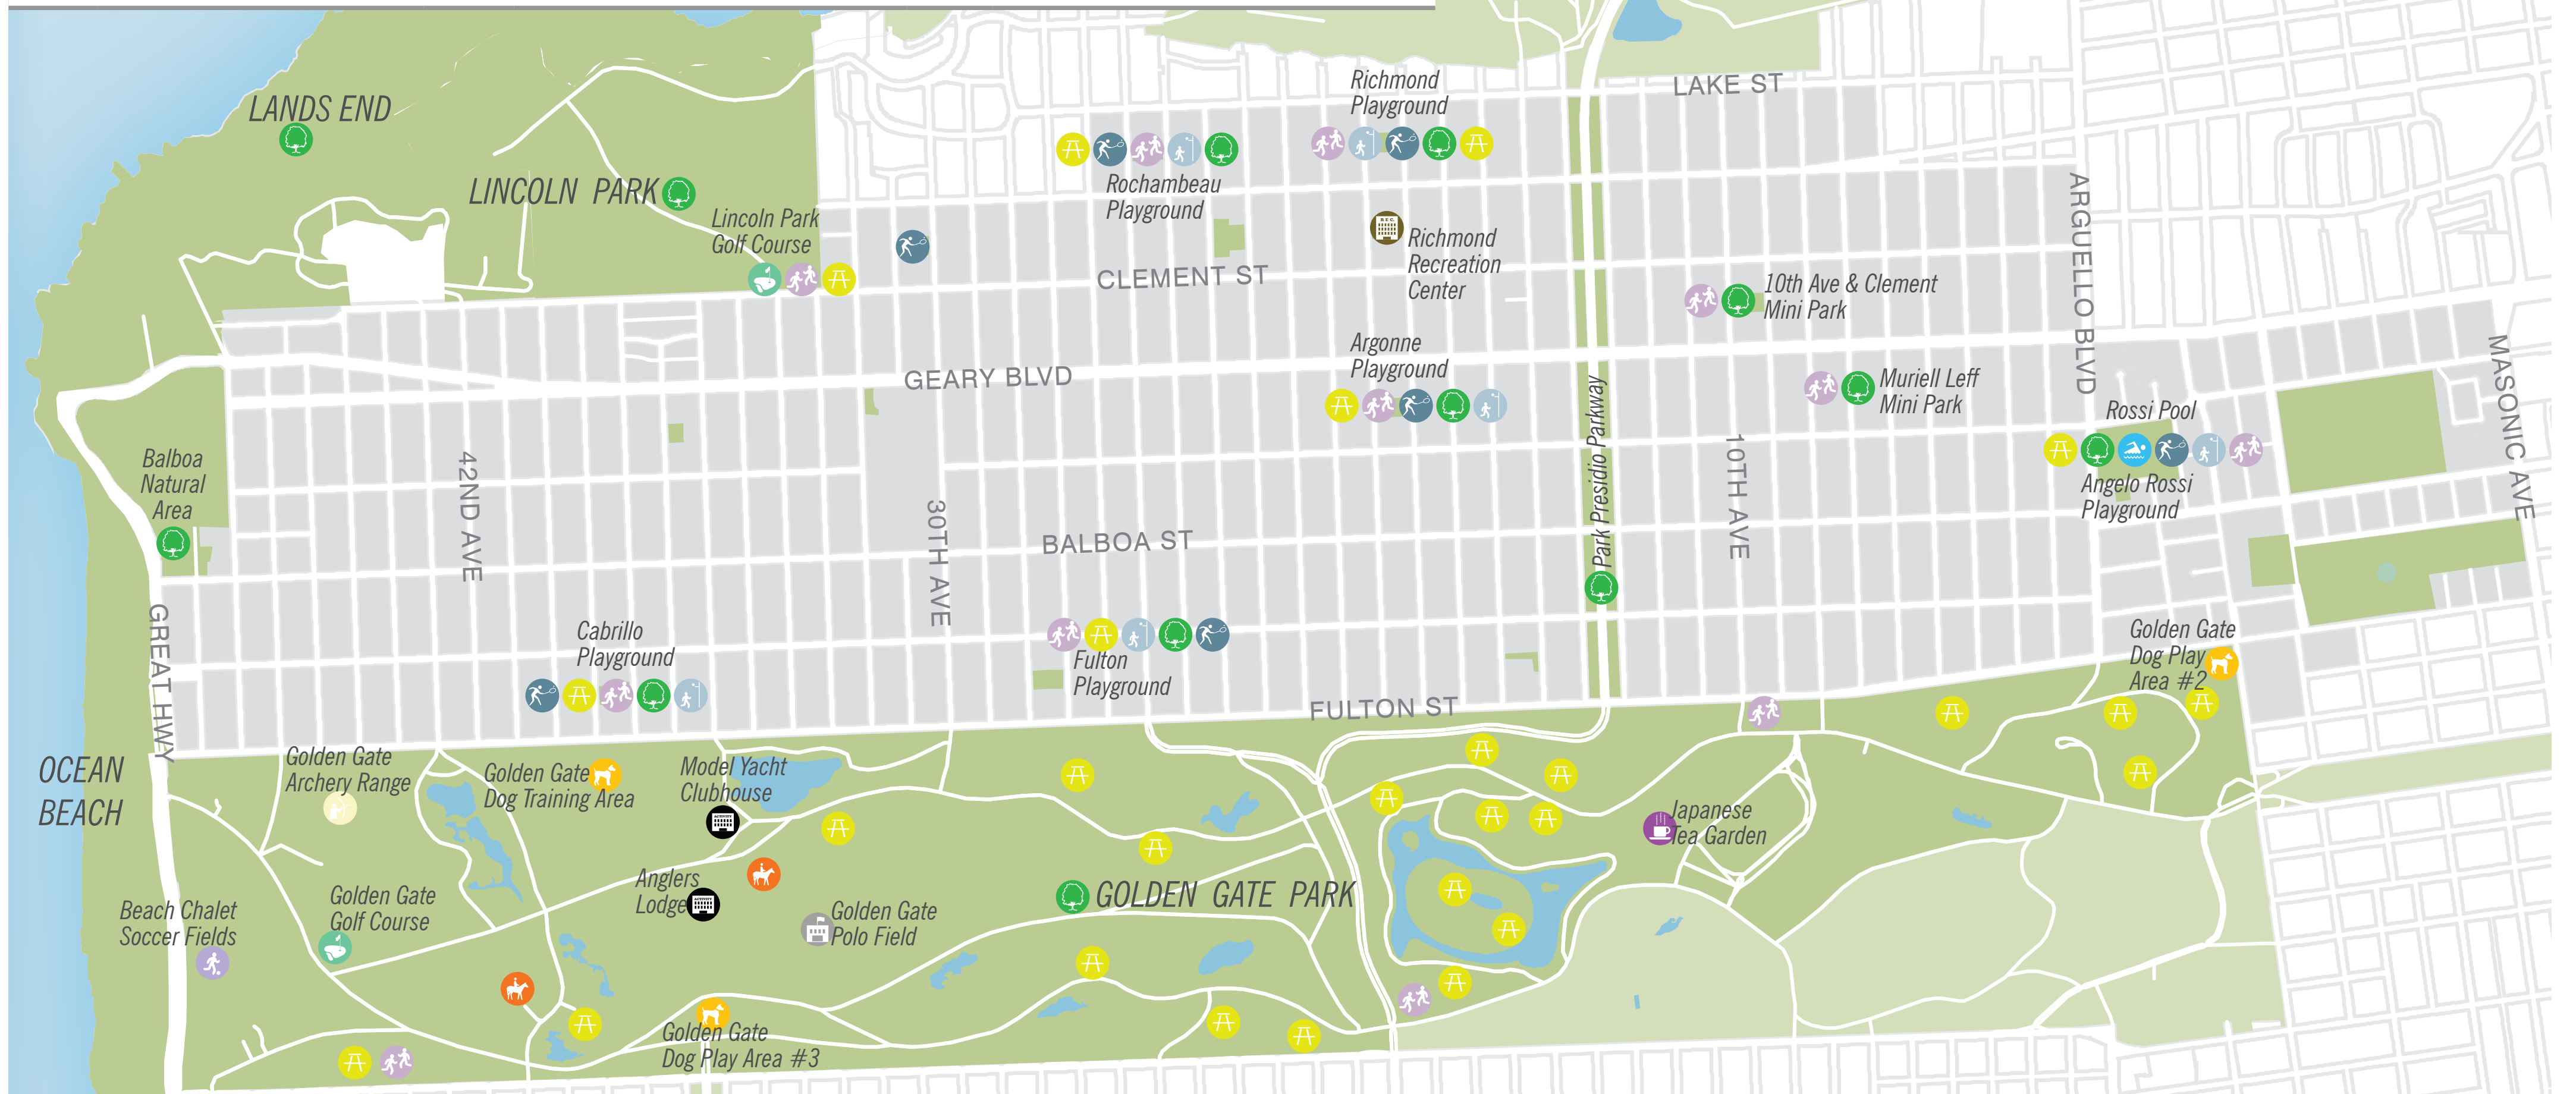 LAKE ST
Richmond
Playground
LANDS END
LINCOLN PARK
Lincoln Park
Golf Course
Rochambeau
Playground
Richmond
Recreation
Center
CLEMENT ST
10th Ave & Clement
Mini Park
ARGUELLO BLVD
MASONIC AVE
GEARY BLVD
Argonne
Playground
Muriell Leff
Mini Park
Rossi Pool
Angelo Rossi
Playground
Park Presidio Parkway
10TH AVE
Balboa
Natural
Area
42ND AVE
30TH AVE
BALBOA ST
GREAT HWY
Cabrillo
Playground
Fulton
Playground
FULTON ST
Golden Gate
Dog Play
Area #2
OCEAN
BEACH
Golden Gate
Archery Range
Golden Gate
Dog Training Area
Model Yacht
Clubhouse
Japanese
Tea Garden
Anglers
Lodge
GOLDEN GATE PARK
Beach Chalet
Soccer Fields
Golden Gate
Golf Course
Golden Gate
Polo Field
Golden Gate
Dog Play Area #3